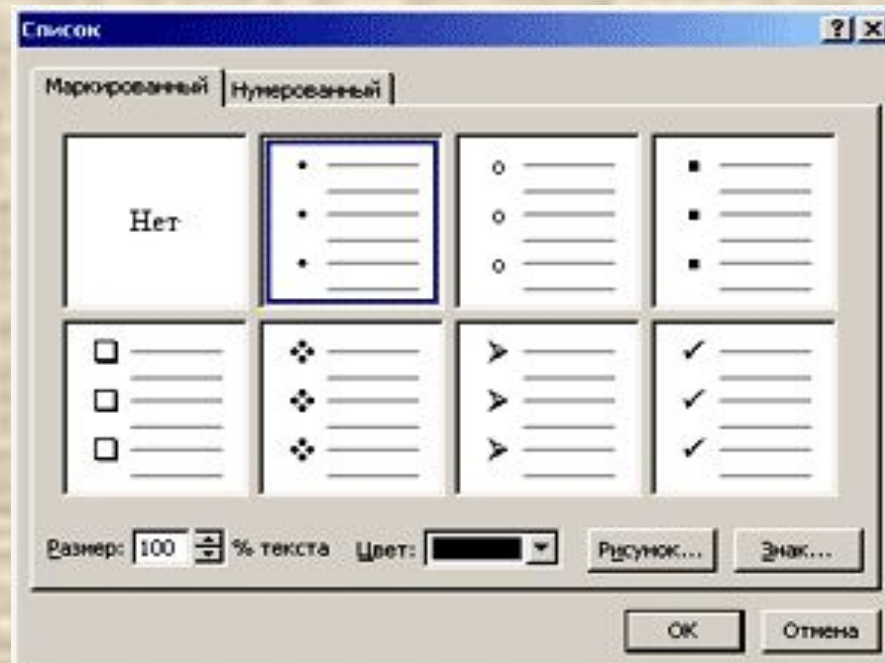 Список
Маркированный Нумерованный
Нет
Размер: 100 % текста Цвет: Рисунок... Знак...
OK Отмена